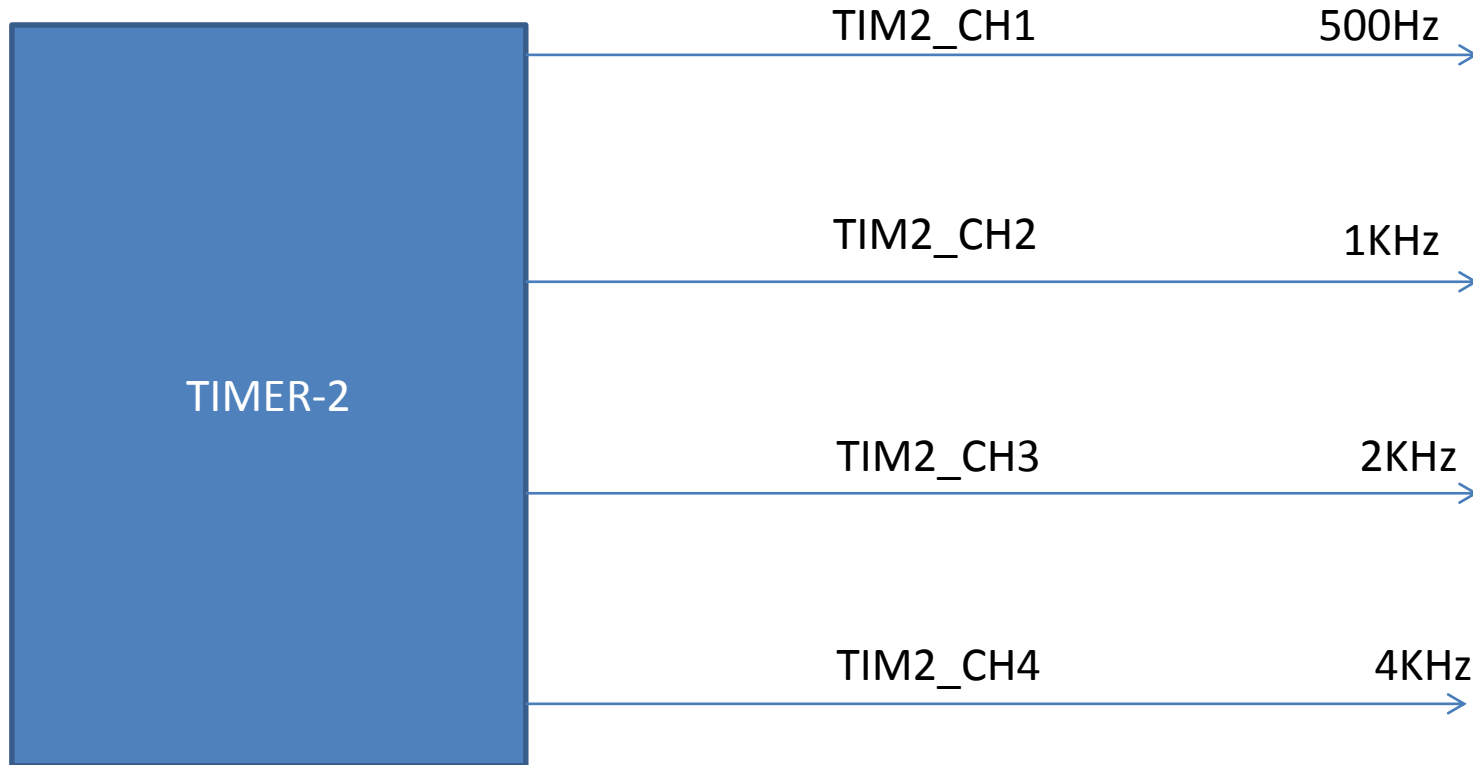 TIM2_CH1 500Hz
TIM2_CH2 1KHz
TIMER-2
TIM2_CH3 2KHz
TIM2_CH4 4KHz